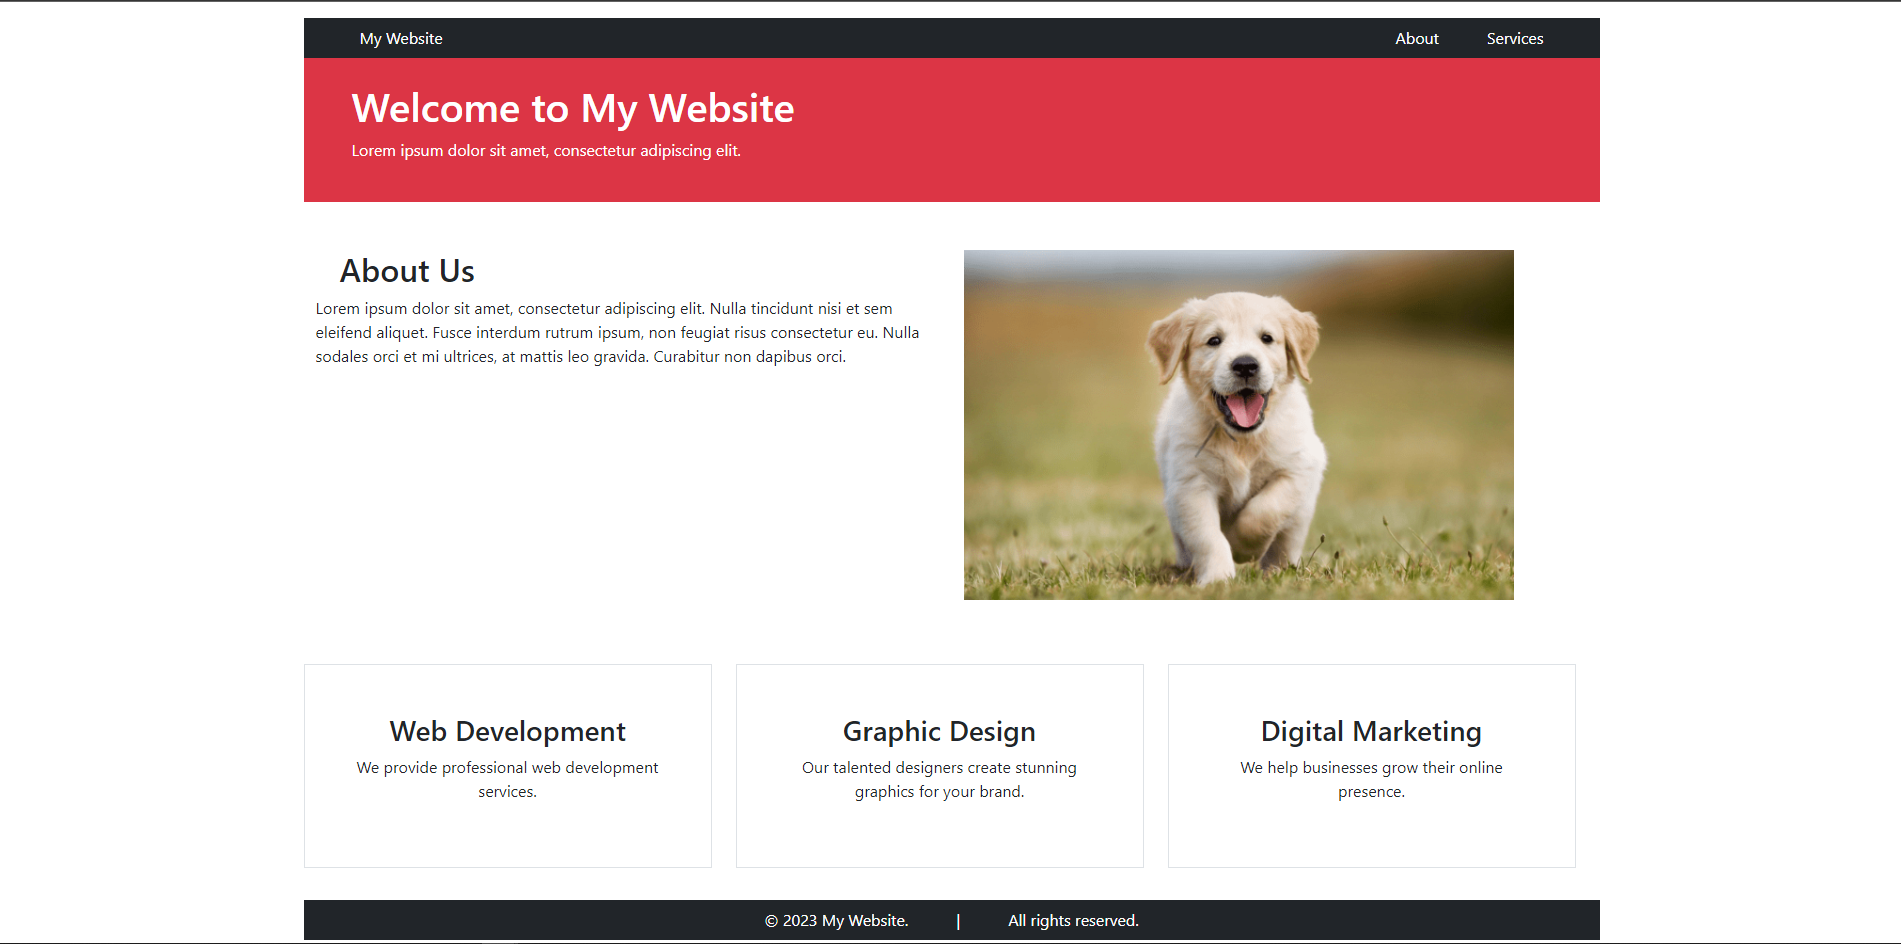 My Website About Services
Welcome to My Website
Lorem ipsum dolor sit amet, consectetur adipiscing elit.
About Us
Lorem ipsum dolor sit amet, consectetur adipiscing elit. Nulla tincidunt nisi et sem
eleifend aliquet. Fusce interdum rutrum ipsum, non feugiat risus consectetur eu. Nulla
sodales orci et mi ultrices, at mattis leo gravida. Curabitur non dapibus orci.
Web Development
We provide professional web development
services.
Graphic Design
Our talented designers create stunning
graphics for your brand.
Digital Marketing
We help businesses grow their online
presence.
© 2023 My Website. | All rights reserved.